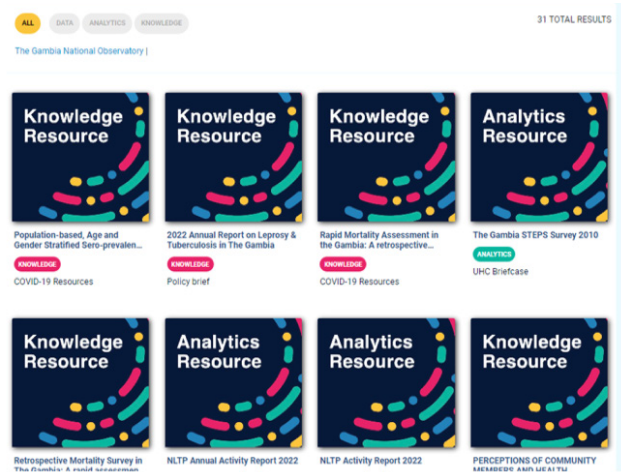 ALL DATA ANALYTICS KNOWLEDGE
31 TOTAL RESULTS
The Gambia National Observatory |
Knowledge
Resource
Knowledge
Resource
Knowledge
Resource
Analytics
Resource
Population-based, Age and
Gender Stratified Sero-prevalen...
KNOWLEDGE
COVID-19 Resources
2022 Annual Report on Leprosy &
Tuberculosis in The Gambia
KNOWLEDGE
Policy brief
Rapid Mortality Assessment in
the Gambia: A retrospective...
KNOWLEDGE
COVID-19 Resources
The Gambia STEPS Survey 2010
ANALYTICS
UHC Briefcase
Knowledge
Resource
Analytics
Resource
Analytics
Resource
Knowledge
Resource
Retrospective Mortality Survey in
The Gambia: A rapid assessmen...
NLTP Annual Activity Report 2022
NLTP Activity Report 2022
PERCEPTIONS OF COMMUNITY
MEMBERS AND HEALTH